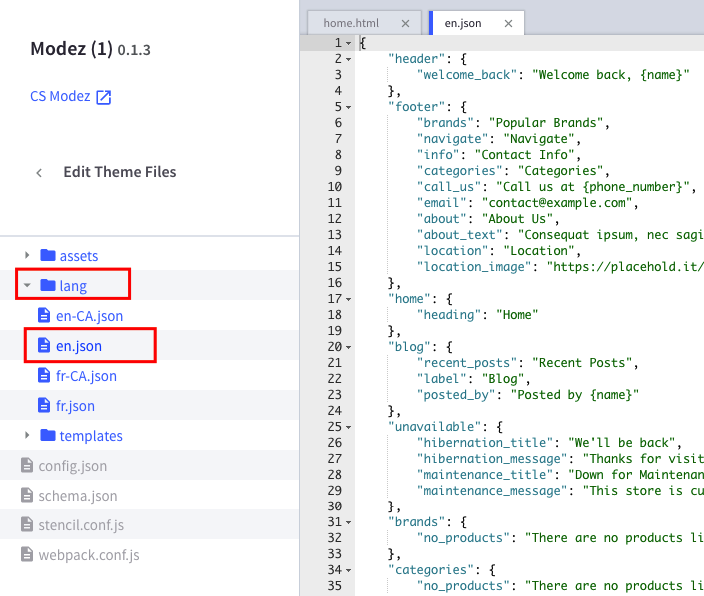 Modez (1) 0.1.3
CS Modez
Edit Theme Files
assets
lang
en-CA.json
en.json
fr-CA.json
fr.json
templates
config.json
schema.json
stencil.conf.js
webpack.conf.js
home.html × en.json ×
1 {
2 "header": {
3 "welcome_back": "Welcome back, {name}"
4 },
5 "footer": {
6 "brands": "Popular Brands",
7 "navigate": "Navigate",
8 "info": "Contact Info",
9 "categories": "Categories",
10 "call_us": "Call us at {phone_number}",
11 "email": "contact@example.com",
12 "about": "About Us",
13 "about_text": "Consequat ipsum, nec sagi
14 "location": "Location",
15 "location_image": "https://placehold.it/
16 },
17 "home": {
18 "heading": "Home"
19 },
20 "blog": {
21 "recent_posts": "Recent Posts",
22 "label": "Blog",
23 "posted_by": "Posted by {name}"
24 },
25 "unavailable": {
26 "hibernation_title": "We'll be back",
27 "hibernation_message": "Thanks for visit
28 "maintenance_title": "Down for Maintenan
29 "maintenance_message": "This store is cu
30 },
31 "brands": {
32 "no_products": "There are no products li
33 },
34 "categories": {
35 "no_products": "There are no products li